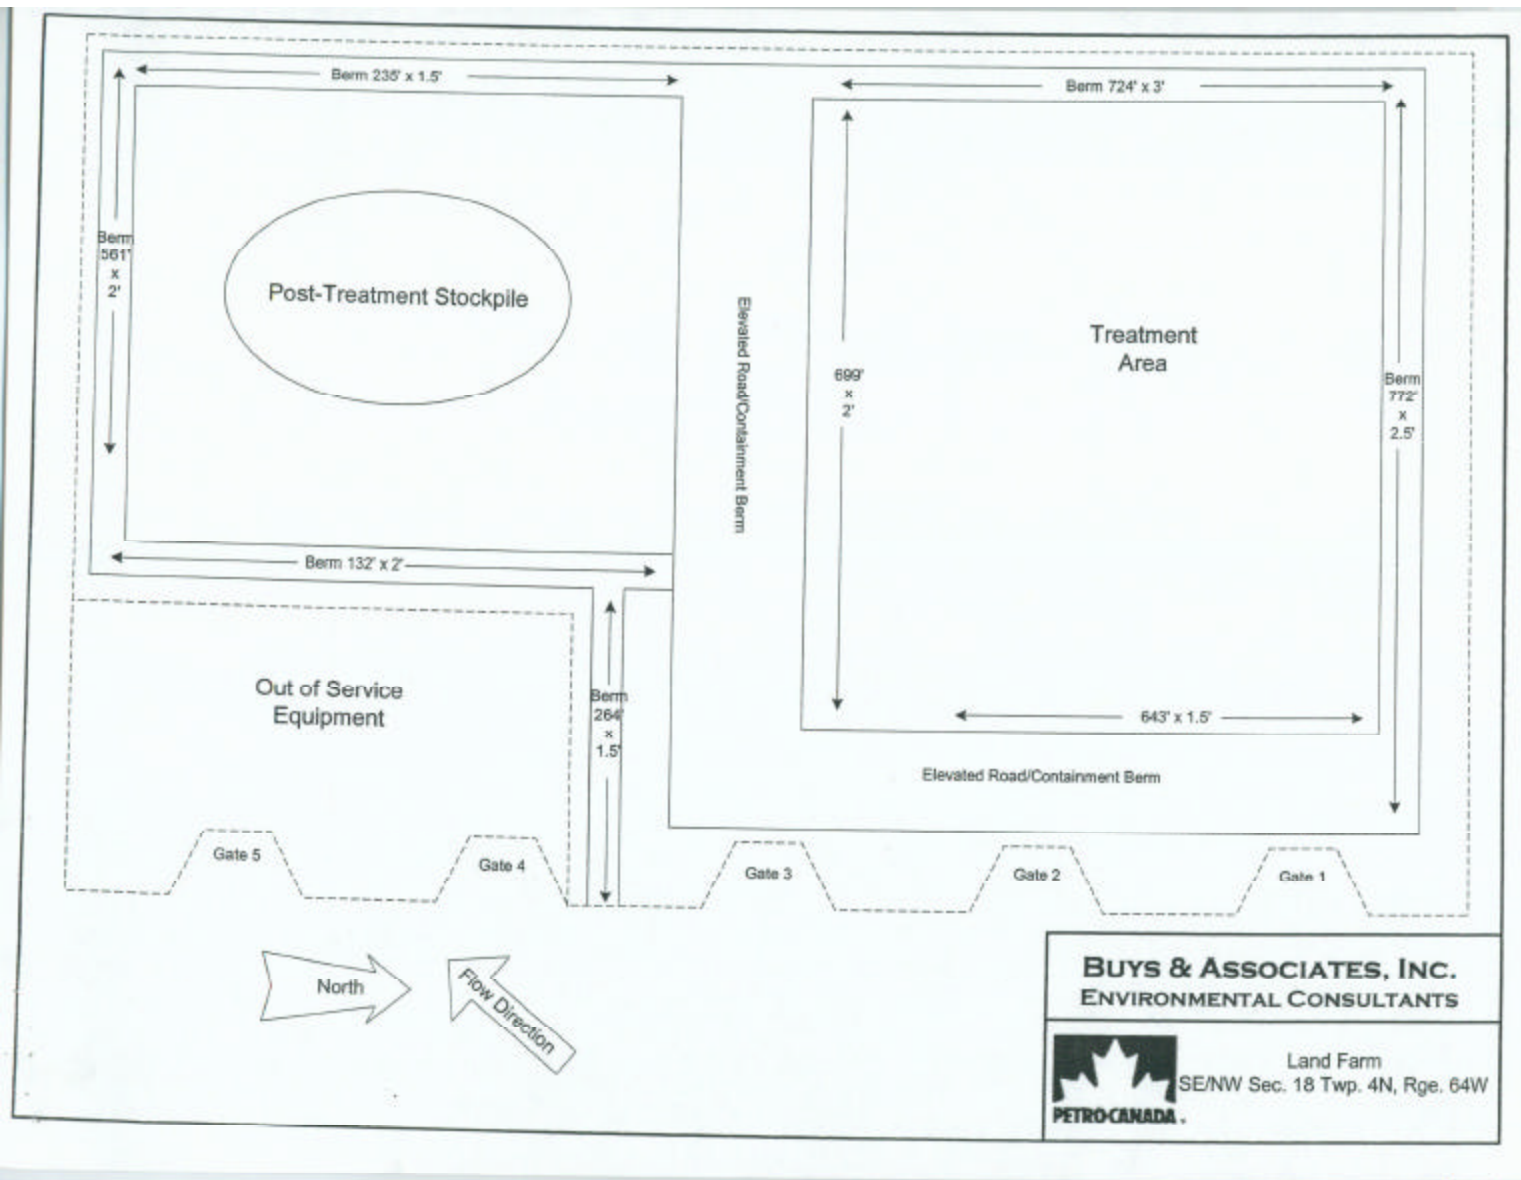 Berm 235' x 1.5'
Berm 724' x 3'
Berm
561'
x
2'
Post-Treatment Stockpile
Elevated Road/Containment Berm
699'
x
2'
Treatment
Area
Berm
772'
x
2.5'
Berm 132' x 2'
Out of Service
Equipment
Berm
264'
x
1.5'
643' x 1.5'
Elevated Road/Containment Berm
Gate 5
Gate 4
Gate 3
Gate 2
Gate 1
North
Flow Direction
BUYS & ASSOCIATES, INC.
ENVIRONMENTAL CONSULTANTS
Land Farm
SE/NW Sec. 18 Twp. 4N, Rge. 64W
PETRO-CANADA